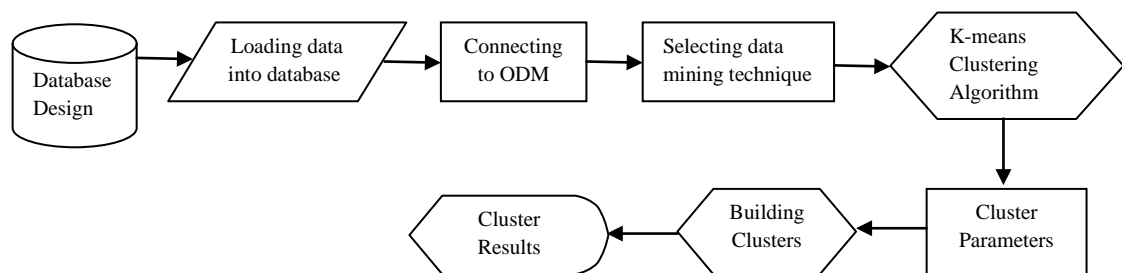 Database
Design
Loading data
into database
Connecting
to ODM
Selecting data
mining technique
K-means
Clustering
Algorithm
Cluster
Parameters
Building
Clusters
Cluster
Results